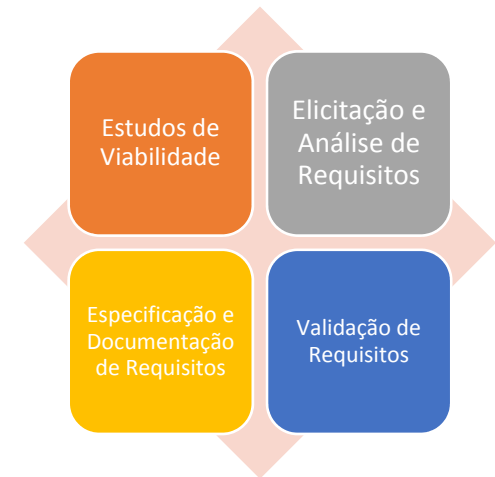 Estudos de
Viabilidade
Elicitação e
Análise de
Requisitos
Especificação e
Documentação
de Requisitos
Validação de
Requisitos